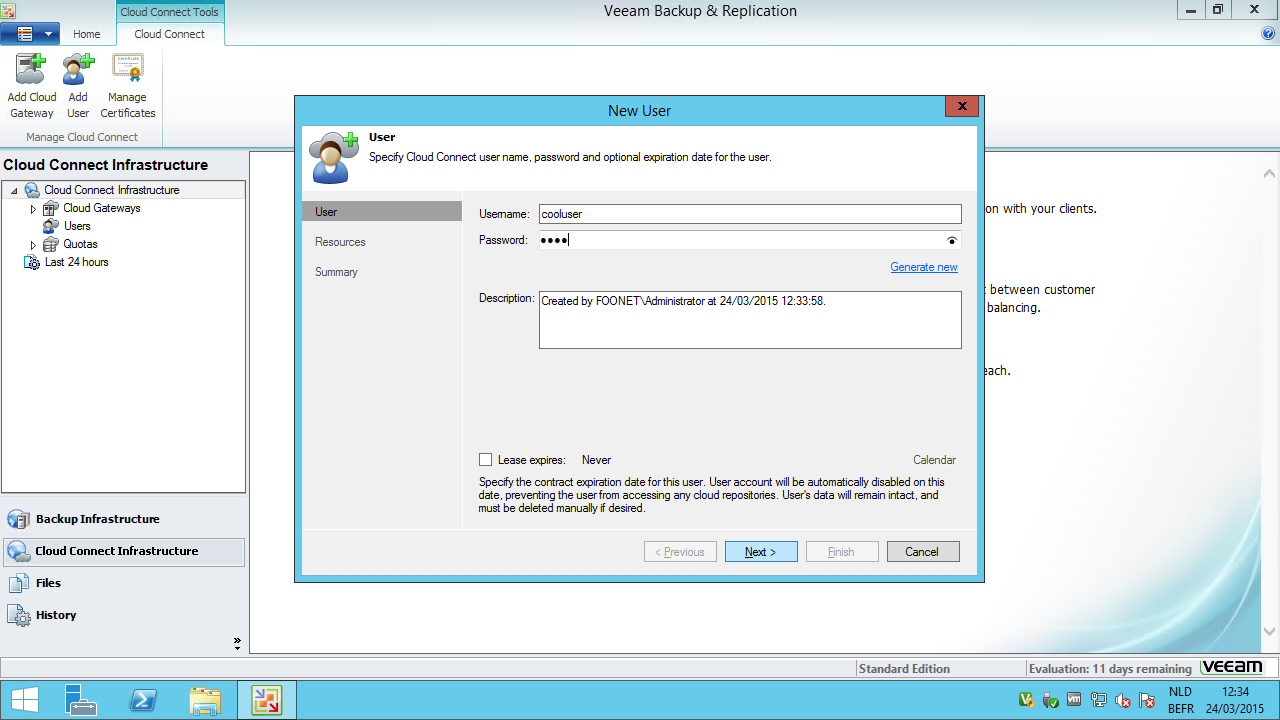 Cloud Connect Tools
Veeam Backup & Replication
Home
Cloud Connect
Add Cloud Gateway
Add User
Manage Certificates
Manage Cloud Connect
Cloud Connect Infrastructure
Cloud Connect Infrastructure
Cloud Gateways
Users
Quotas
Last 24 hours
Backup Infrastructure
Cloud Connect Infrastructure
Files
History
New User
X
User
Specify Cloud Connect user name, password and optional expiration date for the user.
User
Resources
Summary
Username: cooluser
Password: ●●●●
Generate new
Description: Created by FOONET\Administrator at 24/03/2015 12:33:58.
Lease expires: Never
Calendar
Specify the contract expiration date for this user. User account will be automatically disabled on this
date, preventing the user from accessing any cloud repositories. User's data will remain intact, and
must be deleted manually if desired.
< Previous
Next >
Finish
Cancel
on with your clients.
between customer
balancing.
each.
Standard Edition
Evaluation: 11 days remaining
veeam
NLD
BEFR
12:34
24/03/2015